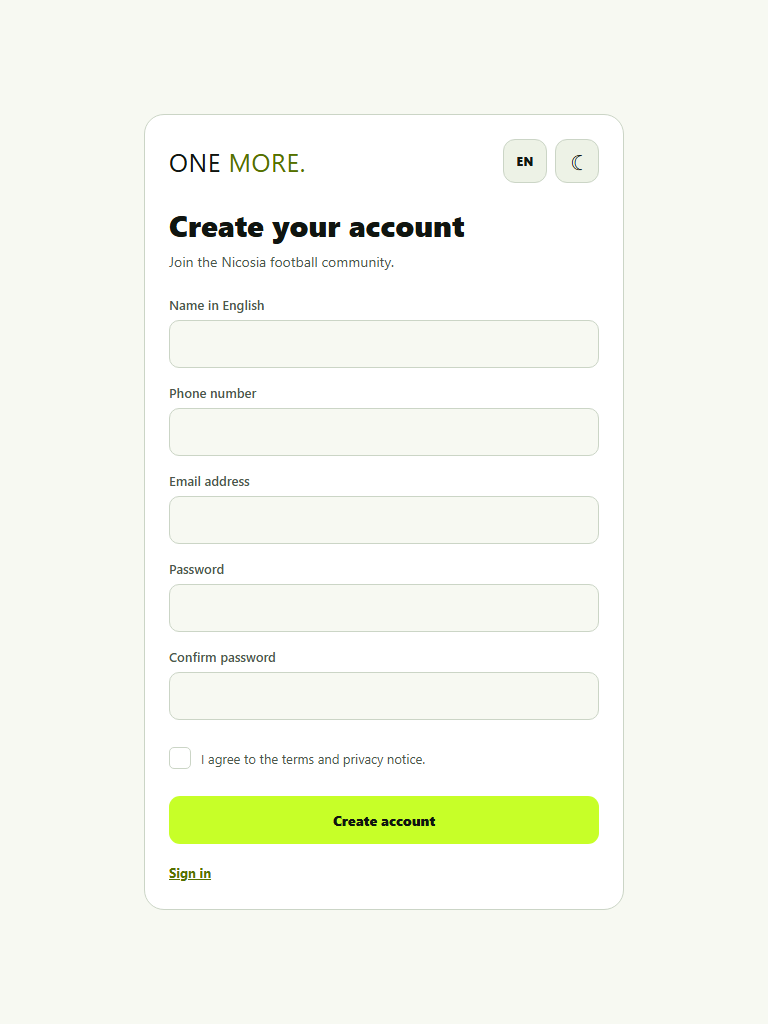 ONE MORE.
EN
Create your account
Join the Nicosia football community.
Name in English
Phone number
Email address
Password
Confirm password
I agree to the terms and privacy notice.
Create account
Sign in